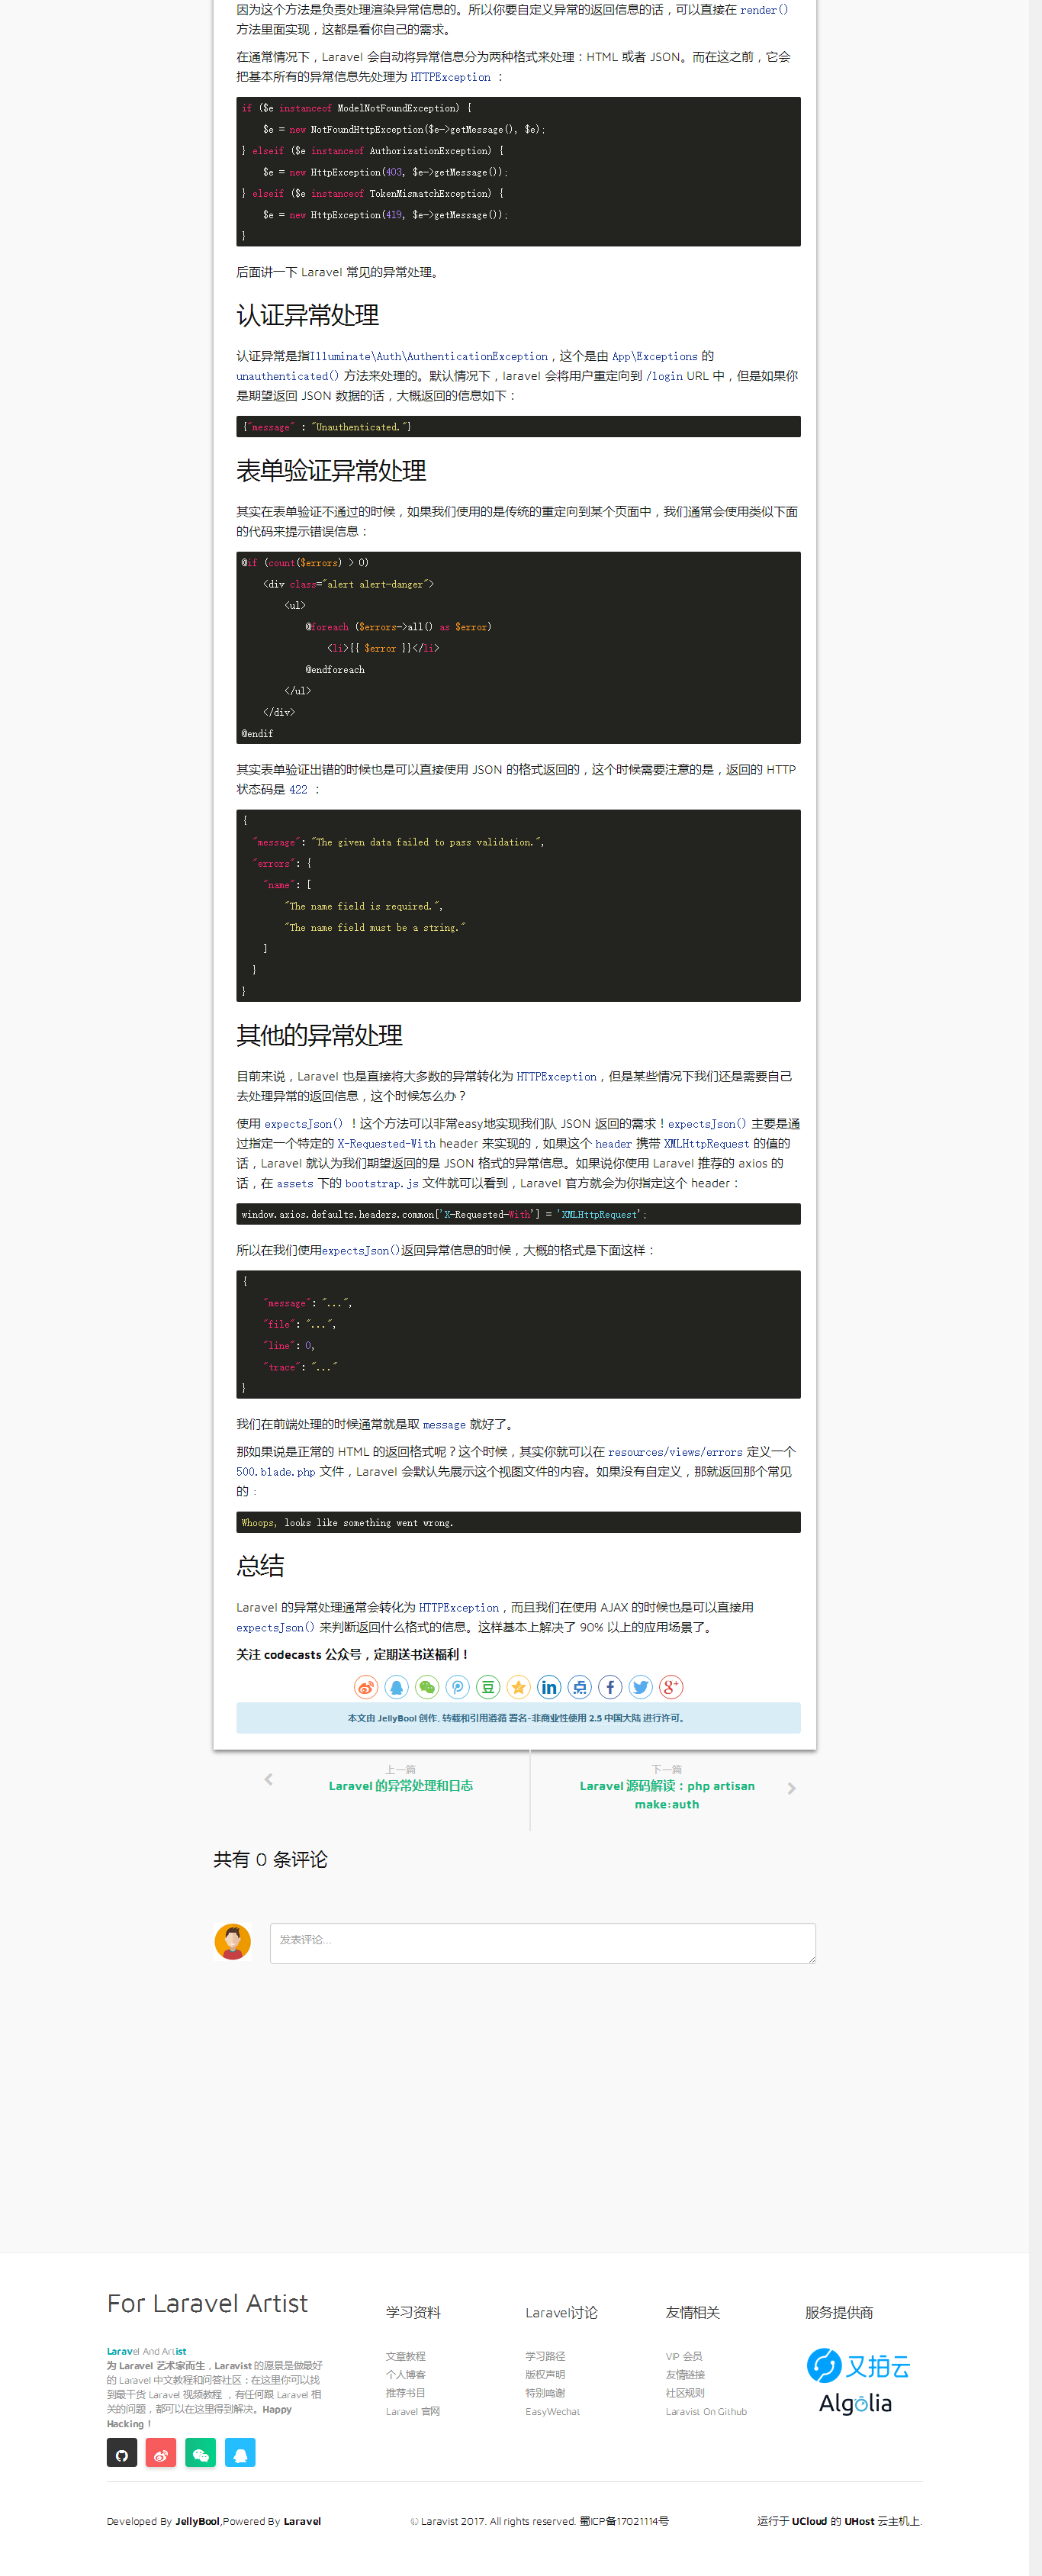 因为这个方法是负责处理渲染异常信息的。所以你要自定义异常的返回信息的话，可以直接在 render()
方法里面实现，这都是看你自己的需求。
在通常情况下，Laravel 会自动将异常信息分为两种格式来处理：HTML 或者 JSON。而在这之前，它会
把基本所有的异常信息先处理为 HTTPException ：
if ($e instanceof ModelNotFoundException) {
$e = new NotFoundHttpException($e->getMessage(), $e);
} elseif ($e instanceof AuthorizationException) {
$e = new HttpException(403, $e->getMessage());
} elseif ($e instanceof TokenMismatchException) {
$e = new HttpException(419, $e->getMessage());
}
后面讲一下 Laravel 常见的异常处理。
认证异常处理
认证异常是指Illuminate\Auth\AuthenticationException，这个是由 App\Exceptions 的
unauthenticated() 方法来处理的。默认情况下，laravel 会将用户重定向到 /login URL 中，但是如果你
是期望返回 JSON 数据的话，大概返回的信息如下：
{"message" : "Unauthenticated."}
表单验证异常处理
其实在表单验证不通过的时候，如果我们使用的是传统的重定向到某个页面中，我们通常会使用类似下面
的代码来提示错误信息：
@if (count($errors) > 0)
<div class="alert alert-danger">
<ul>
@foreach ($errors->all() as $error)
<li>{{ $error }}</li>
@endforeach
</ul>
</div>
@endif
其实表单验证出错的时候也是可以直接使用 JSON 的格式返回的，这个时候需要注意的是，返回的 HTTP
状态码是 422 ：
{
"message": "The given data failed to pass validation.",
"errors": {
"name": [
"The name field is required.",
"The name field must be a string."
]
}
}
其他的异常处理
目前来说，Laravel 也是直接将大多数的异常转化为 HTTPException，但是某些情况下我们还是需要自己
去处理异常的返回信息，这个时候怎么办？
使用 expectsJson() ！这个方法可以非常easy地实现我们队 JSON 返回的需求！expectsJson() 主要是通
过指定一个特定的 X-Requested-With header 来实现的，如果这个 header 携带 XMLHttpRequest 的值的
话，Laravel 就认为我们期望返回的是 JSON 格式的异常信息。如果说你使用 Laravel 推荐的 axios 的
话，在 assets 下的 bootstrap.js 文件就可以看到，Laravel 官方就会为你指定这个 header：
window.axios.defaults.headers.common['X-Requested-With'] = 'XMLHttpRequest';
所以在我们使用expectsJson()返回异常信息的时候，大概的格式是下面这样：
{
"message": "...",
"file": "...",
"line": 0,
"trace": "..."
}
我们在前端处理的时候通常就是取 message 就好了。
那如果说是正常的 HTML 的返回格式呢？这个时候，其实你就可以在 resources/views/errors 定义一个
500.blade.php 文件，Laravel 会默认先展示这个视图文件的内容。如果没有自定义，那就返回那个常见
的：
Whoops, looks like something went wrong.
总结
Laravel 的异常处理通常会转化为 HTTPException，而且我们在使用 AJAX 的时候也是可以直接用
expectsJson() 来判断返回什么格式的信息。这样基本上解决了 90% 以上的应用场景了。
关注 codecasts 公众号，定期送书送福利！
豆 in 点 f g+
本文由 JellyBool 创作, 转载和引用遵循 署名-非商业性使用 2.5 中国大陆 进行许可。
上一篇
Laravel 的异常处理和日志
下一篇
Laravel 源码解读：php artisan
make:auth
共有 0 条评论
发表评论...
For Laravel Artist
Laravel And Artist
为 Laravel 艺术家而生，Laravist 的愿景是做最好
的 Laravel 中文教程和问答社区：在这里你可以找
到最干货 Laravel 视频教程 ，有任何跟 Laravel 相
关的问题，都可以在这里得到解决。Happy
Hacking！
学习资料
文章教程
个人博客
推荐书目
Laravel 官网
Laravel讨论
学习路径
版权声明
特别鸣谢
EasyWechat
友情相关
VIP 会员
友情链接
社区规则
Laravist On Github
服务提供商
又拍云
Algolia
Developed By JellyBool,Powered By Laravel
© Laravist 2017. All rights reserved. 蜀ICP备17021114号
运行于 UCloud 的 UHost 云主机上.